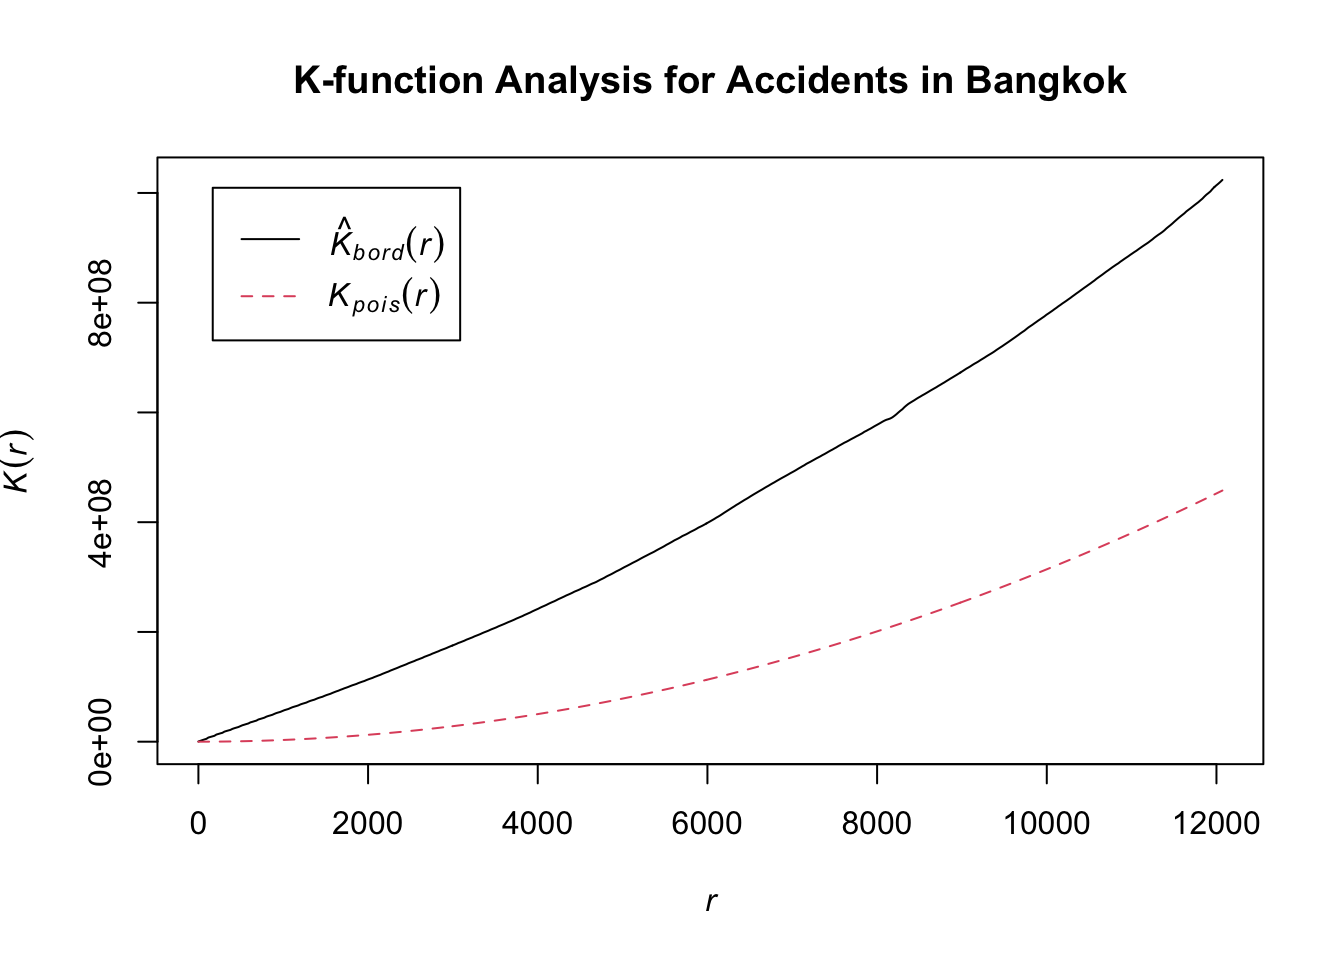 K-function Analysis for Accidents in Bangkok
K̂bord(r)
Kpois(r)
K(r)
8e+08
4e+08
0e+00
0 2000 4000 6000 8000 10000 12000
r